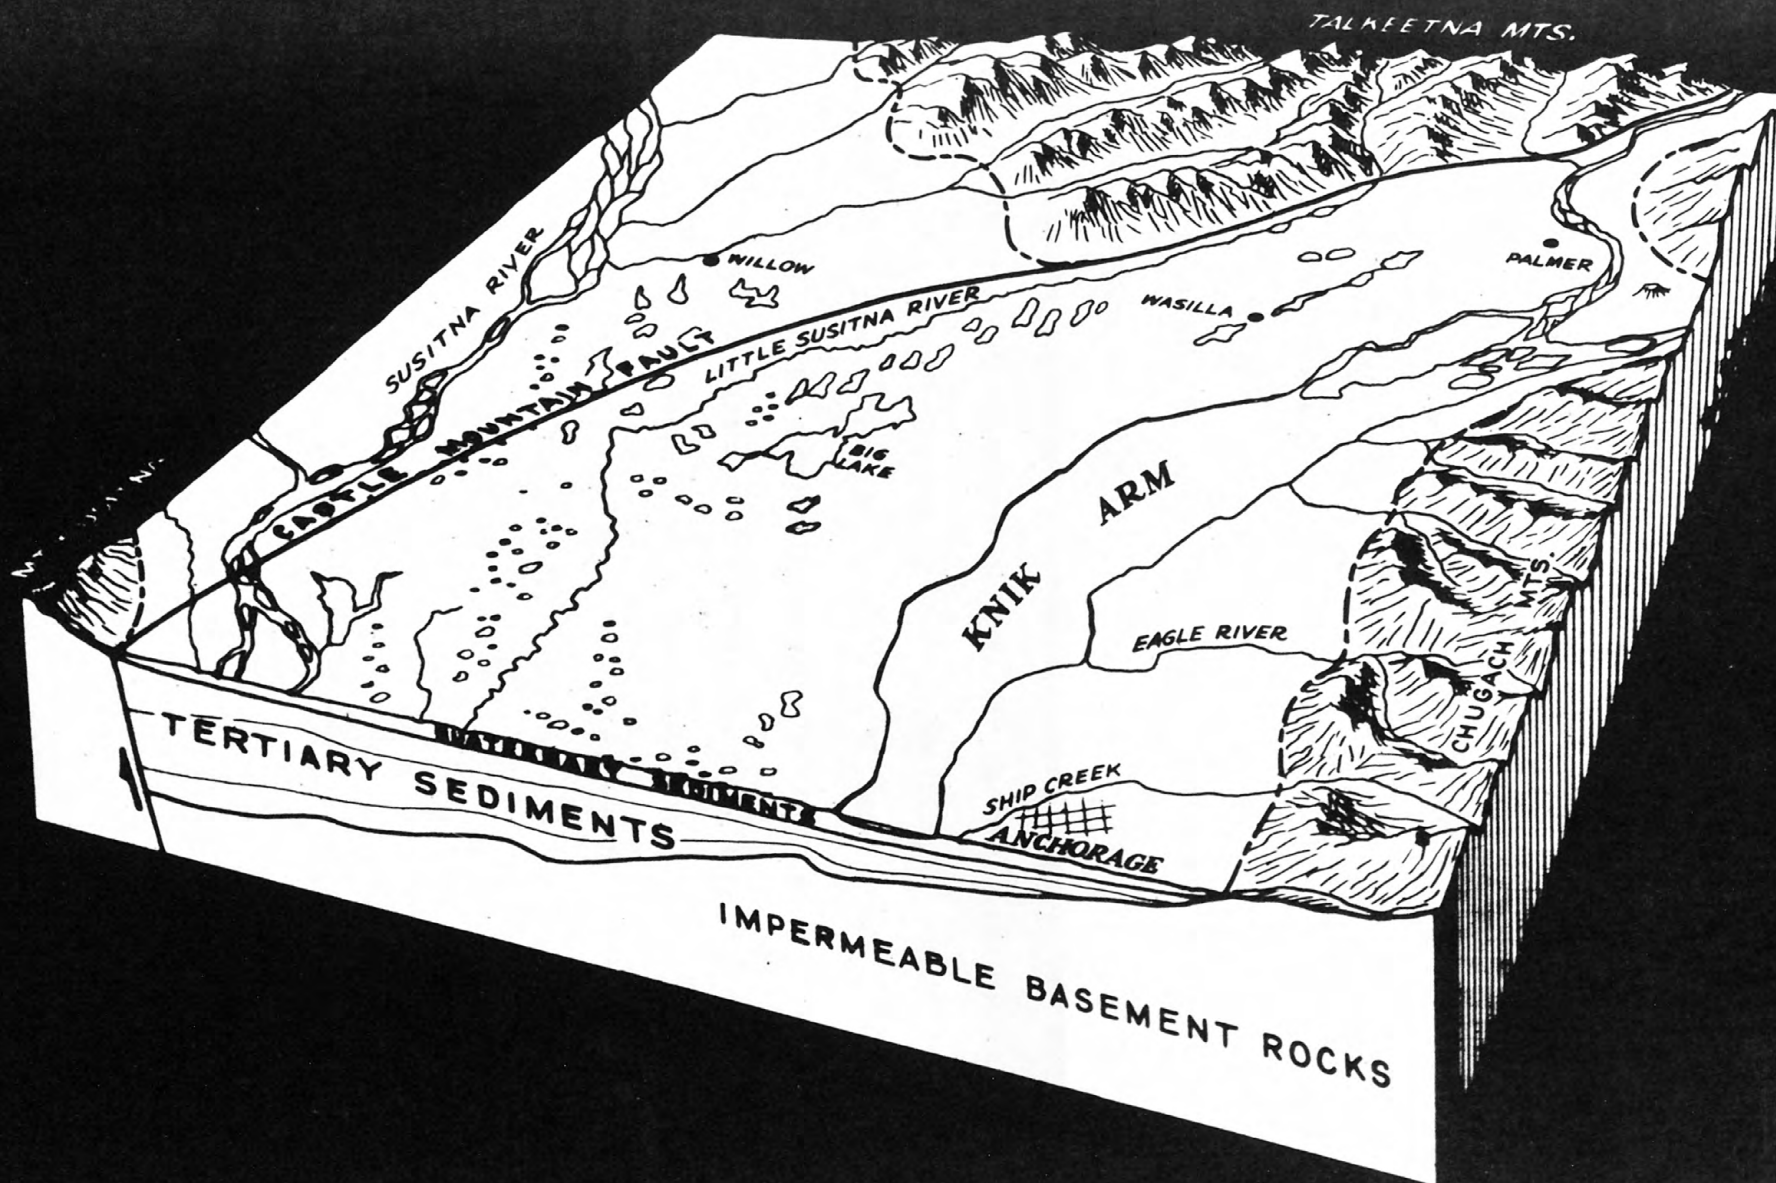 TALKEETNA MTS.
SUSITNA RIVER
WILLOW
PALMER
WASILLA
LITTLE SUSITNA RIVER
CASTLE MOUNTAIN FAULT
BIG
LAKE
KNIK ARM
EAGLE RIVER
CHUGACH MTS.
SHIP CREEK
ANCHORAGE
SEDIMENTS
TERTIARY SEDIMENTS
IMPERMEABLE BASEMENT ROCKS